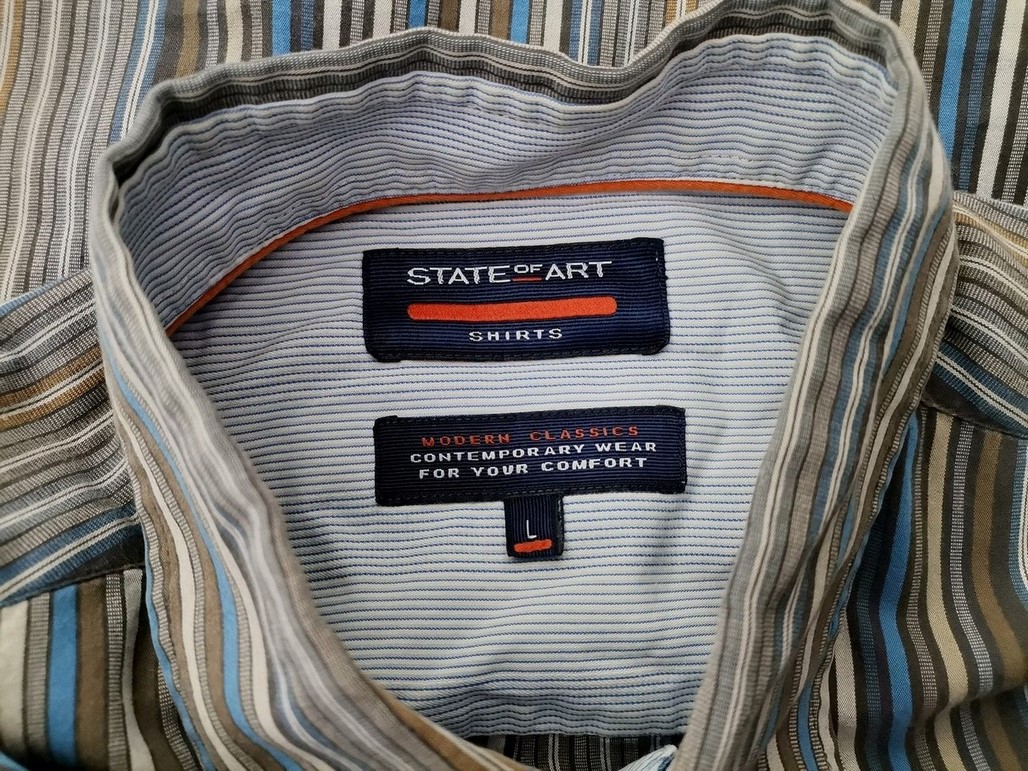 STATE OF ART
SHIRTS
MODERN CLASSICS
CONTEMPORARY WEAR
FOR YOUR COMFORT
L